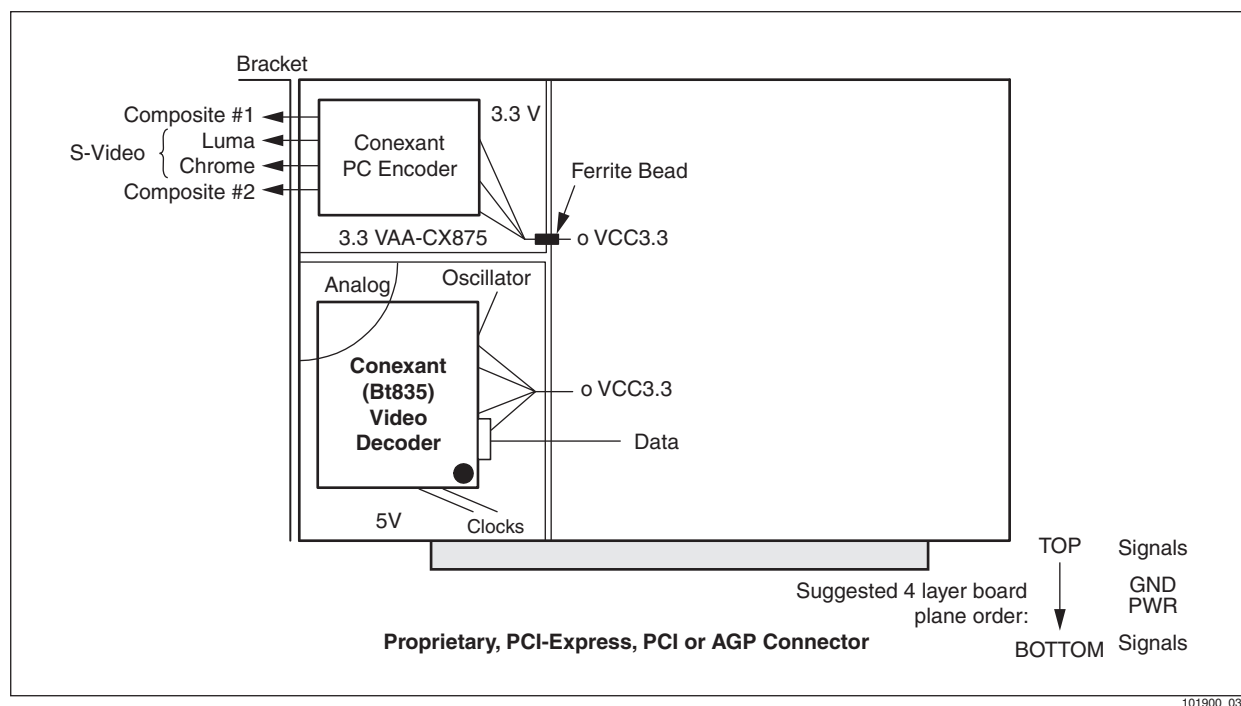 Bracket
Composite #1
Luma
S-Video
Chrome
Composite #2
Conexant
PC Encoder
3.3 V
Ferrite Bead
3.3 VAA-CX875
o VCC3.3
Analog
Oscillator
Conexant
(Bt835)
Video
Decoder
o VCC3.3
Data
5V
Clocks
TOP Signals
Suggested 4 layer board
plane order:
GND
PWR
BOTTOM Signals
Proprietary, PCI-Express, PCI or AGP Connector
101900_03